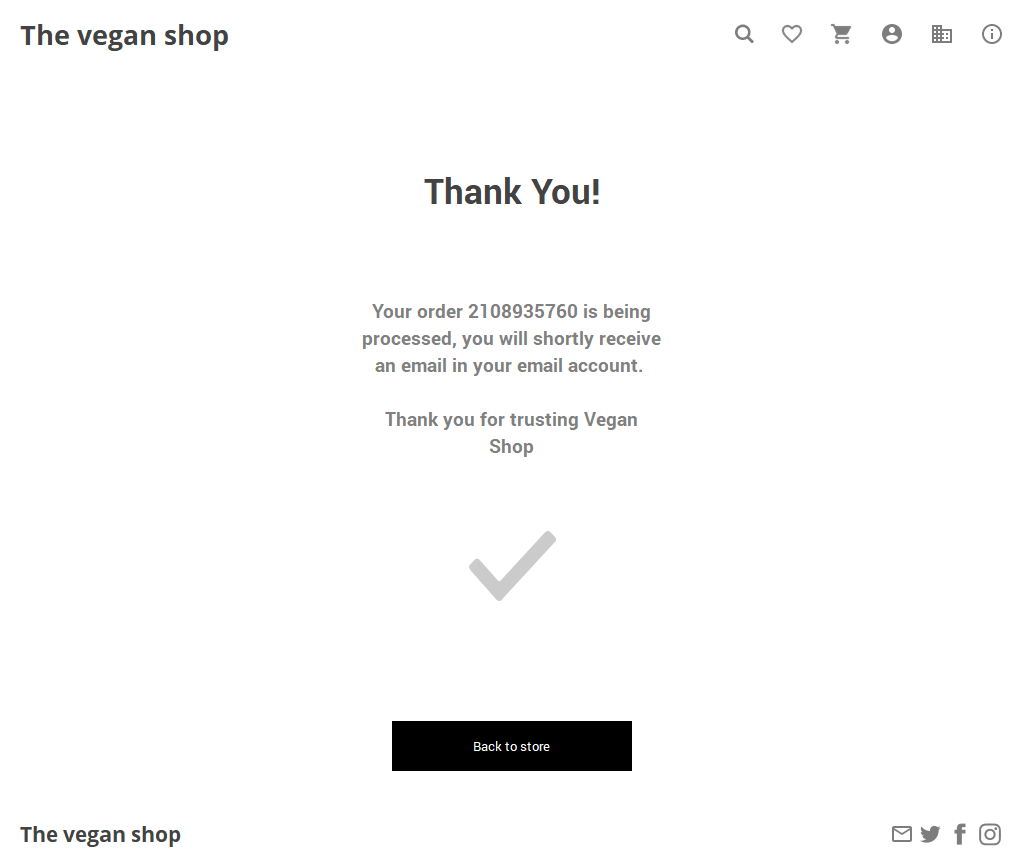 The vegan shop
Thank You!
Your order 2108935760 is being
processed, you will shortly receive
an email in your email account.
Thank you for trusting Vegan
Shop
Back to store
The vegan shop